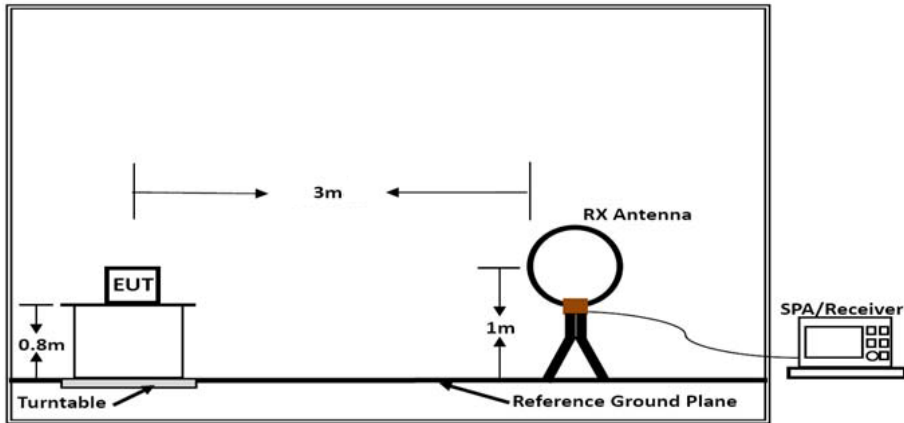 3m
RX Antenna
EUT
SPA/Receiver
0.8m
1m
Turntable
Reference Ground Plane